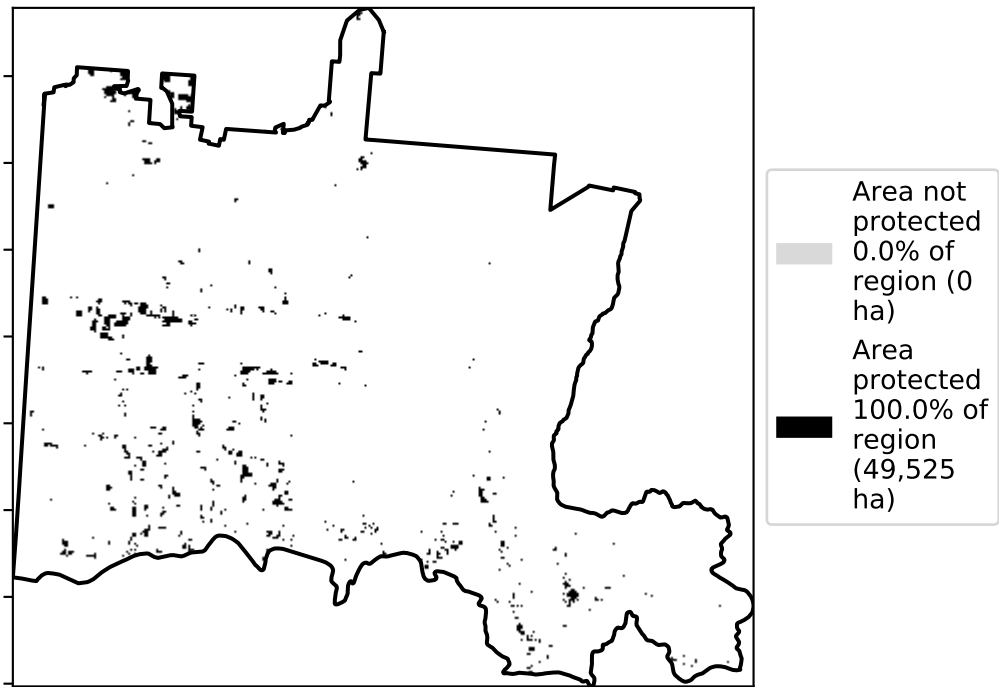 Area not
protected
0.0% of
region (0
ha)
Area
protected
100.0% of
region
(49,525
ha)